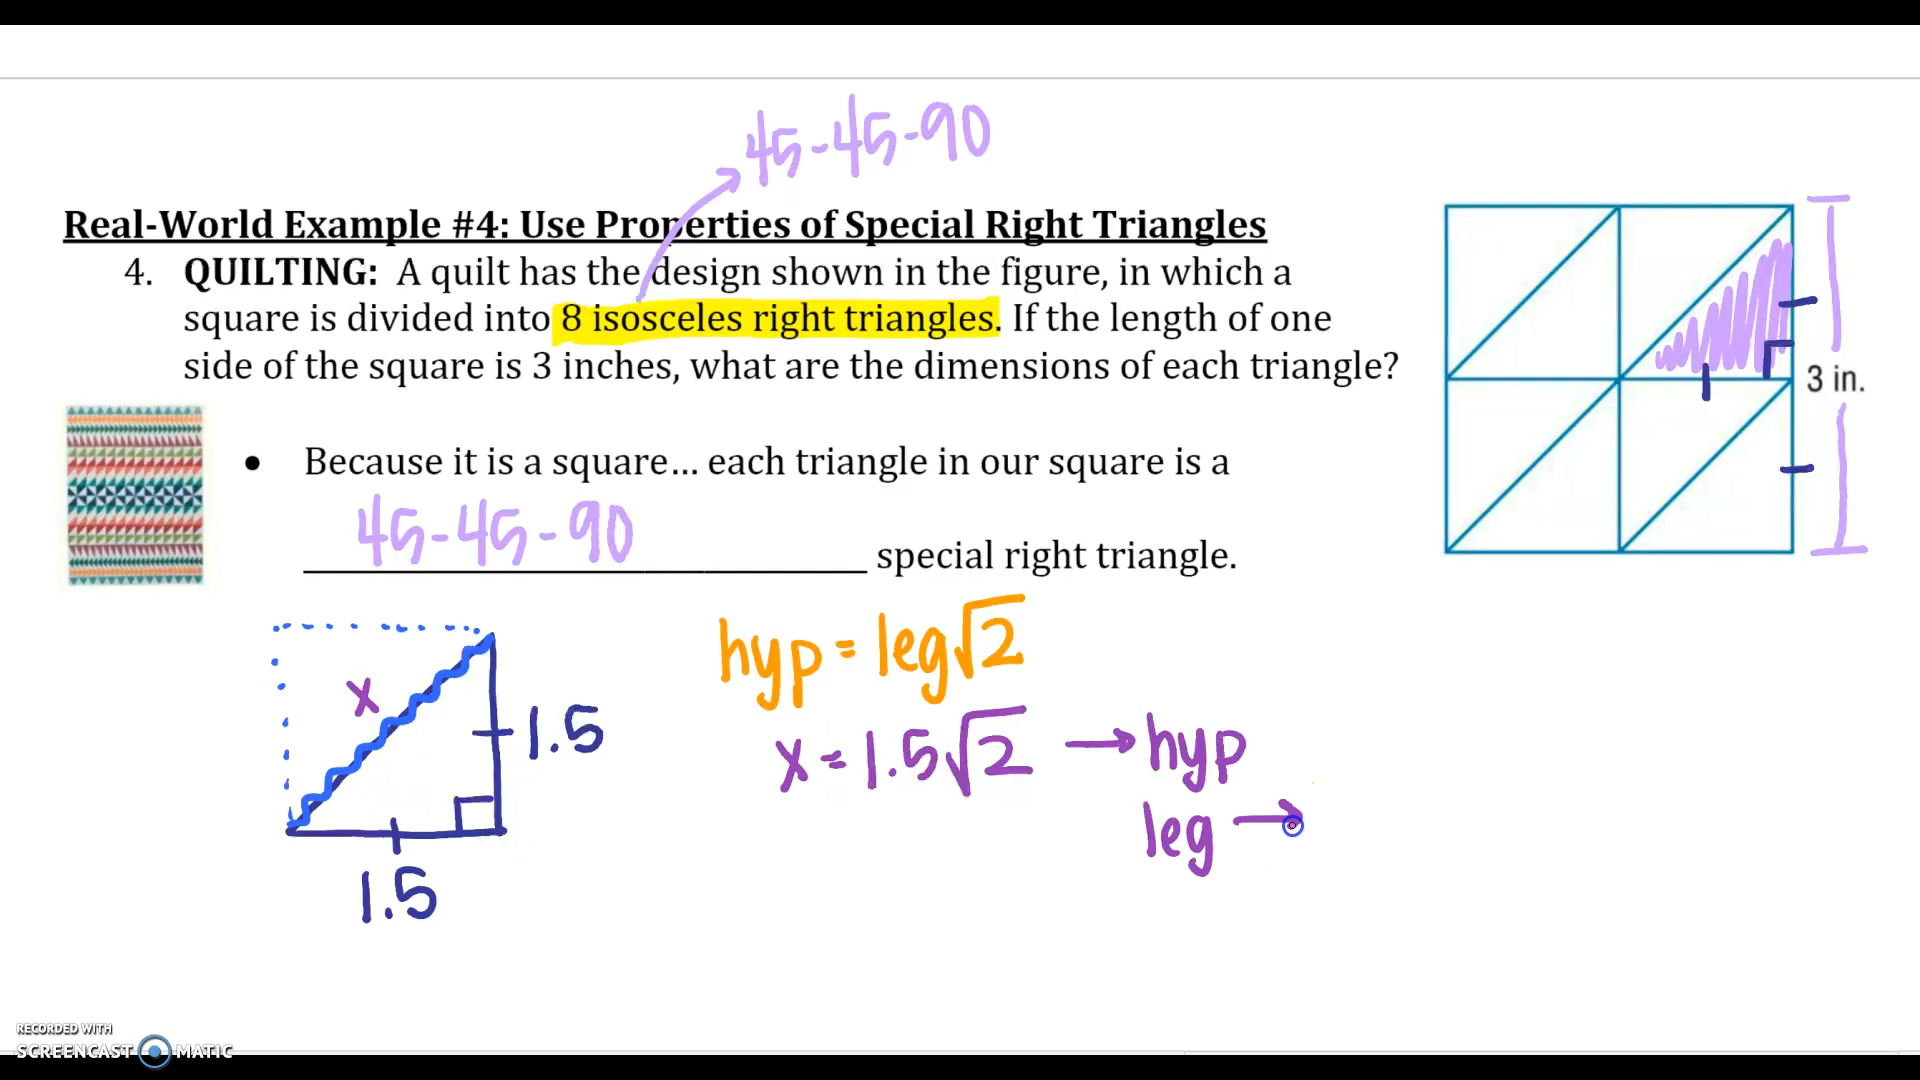 45-45-90
Real-World Example #4: Use Properties of Special Right Triangles
4. QUILTING: A quilt has the design shown in the figure, in which a
square is divided into 8 isosceles right triangles. If the length of one
side of the square is 3 inches, what are the dimensions of each triangle?
3 in.
• Because it is a square... each triangle in our square is a
45-45-90 special right triangle.
hyp = leg√2
x
1.5
x = 1.5√2 → hyp
leg →
1.5
RECORDED WITH
SCREENCAST MATIC